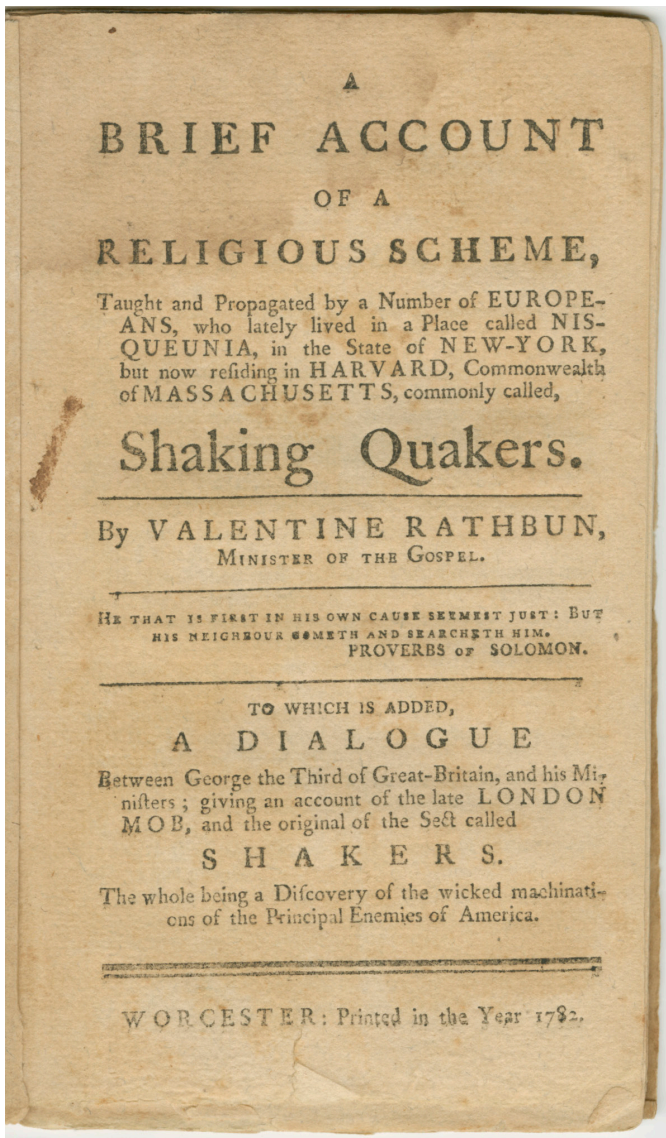 A
BRIEF ACCOUNT
OF A
RELIGIOUS SCHEME,
Taught and Propagated by a Number of EUROPE-
ANS, who lately lived in a Place called NIS-
QUEUNIA, in the State of NEW-YORK,
but now reſiding in HARVARD, Commonwealth
of MASSACHUSETTS, commonly called,
Shaking Quakers.
By VALENTINE RATHBUN,
MINISTER OF THE GOSPEL.
HE THAT IS FIRST IN HIS OWN CAUSE SEEMEST JUST: BUT
HIS NEIGHBOUR COMETH AND SEARCHETH HIM.
PROVERBS OF SOLOMON.
TO WHICH IS ADDED,
A DIALOGUE
Between George the Third of Great-Britain, and his Mi-
niſters; giving an account of the late LONDON
MOB, and the original of the Sect called
SHAKERS.
The whole being a Diſcovery of the wicked machinati-
ons of the Principal Enemies of America.
WORCESTER: Printed in the Year 1782.